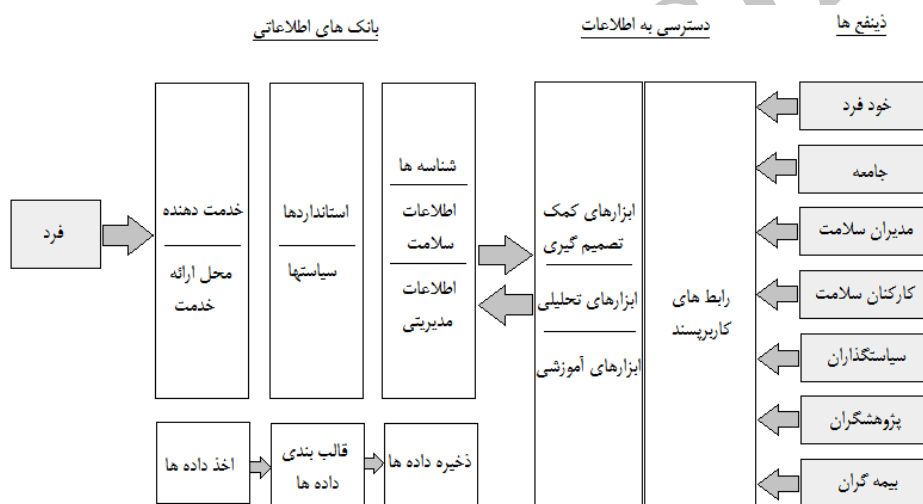 ذینفع ها
دسترسی به اطلاعات
بانک های اطلاعاتی
خود فرد
جامعه
مدیران سلامت
کارکنان سلامت
سیاستگذاران
پژوهشگران
بیمه گران
رابط های
کاربرپسند
ابزارهای کمک
تصمیم گیری
ابزارهای تحلیلی
ابزارهای آموزشی
شناسه ها
اطلاعات
سلامت
اطلاعات
مدیریتی
استانداردها
سیاستها
خدمت دهنده
محل ارائه
خدمت
فرد
اخذ داده ها
قالب بندی
داده ها
ذخیره داده ها